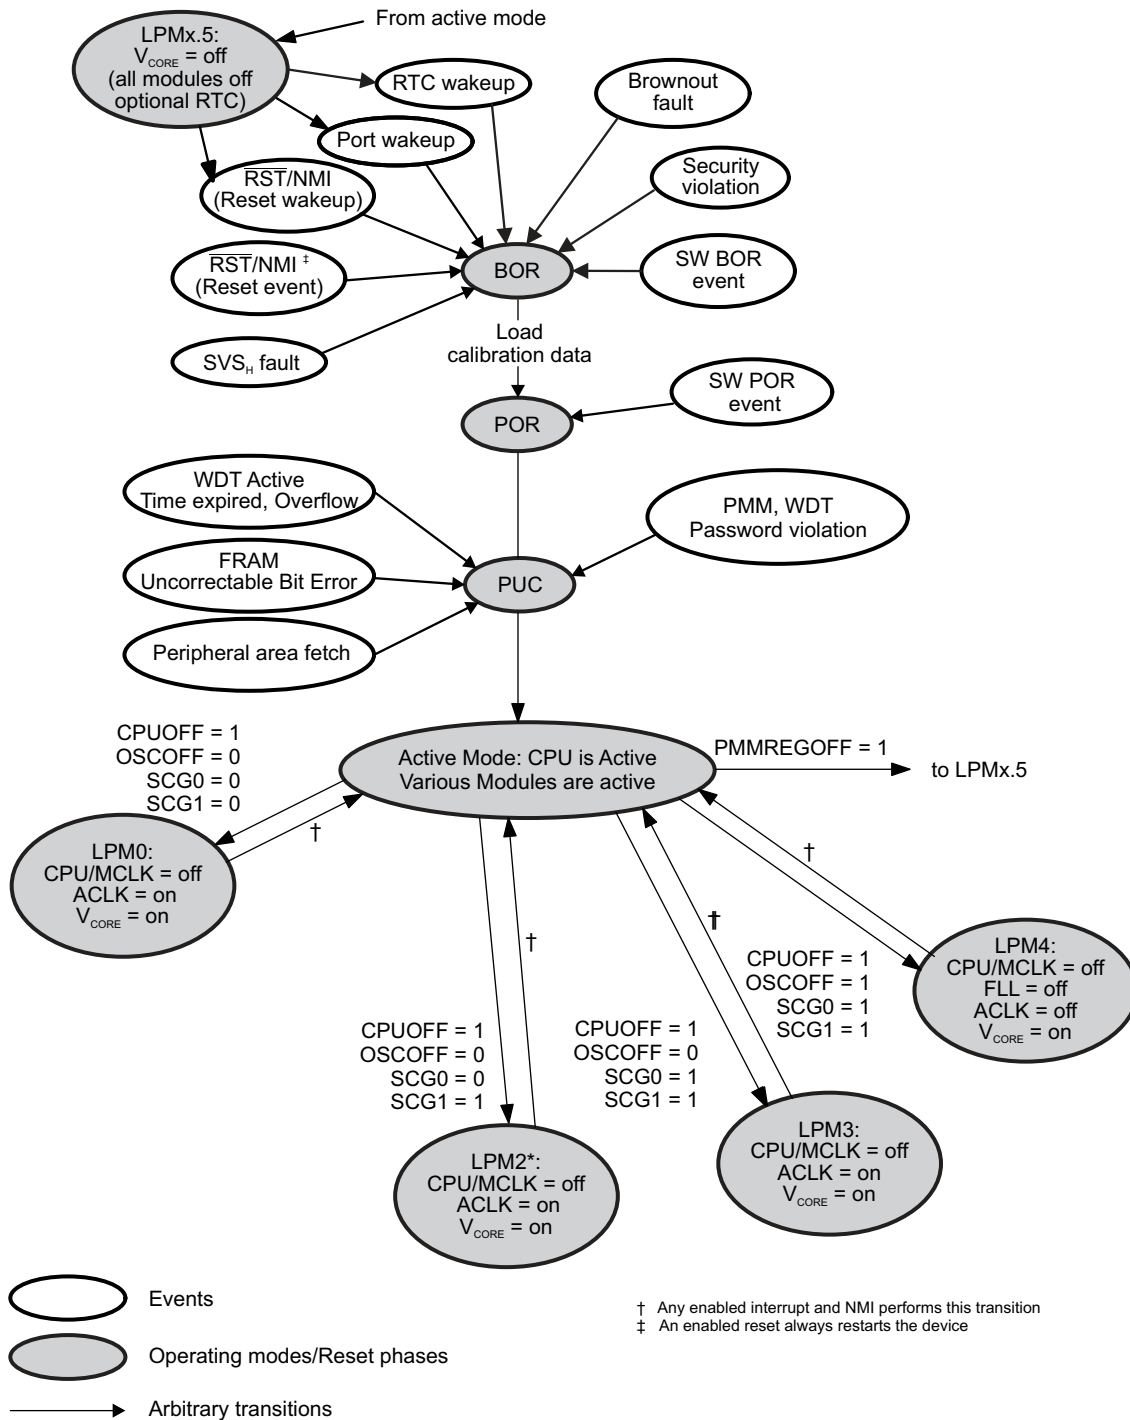 From active mode
LPMx.5:
VCORE = off
(all modules off
optional RTC)
RTC wakeup
Brownout
fault
Port wakeup
Security
violation
RST/NMI
(Reset wakeup)
RST/NMI ‡
(Reset event)
BOR
SW BOR
event
Load
calibration data
SVSH fault
SW POR
event
POR
WDT Active
Time expired, Overflow
PMM, WDT
Password violation
FRAM
Uncorrectable Bit Error
PUC
Peripheral area fetch
CPUOFF = 1
OSCOFF = 0
SCG0 = 0
SCG1 = 0
Active Mode: CPU is Active
Various Modules are active
PMMREGOFF = 1
to LPMx.5
†
LPM0:
CPU/MCLK = off
ACLK = on
VCORE = on
†
†
†
CPUOFF = 1
OSCOFF = 1
SCG0 = 1
SCG1 = 1
LPM4:
CPU/MCLK = off
FLL = off
ACLK = off
VCORE = on
CPUOFF = 1
OSCOFF = 0
SCG0 = 0
SCG1 = 1
CPUOFF = 1
OSCOFF = 0
SCG0 = 1
SCG1 = 1
LPM2*:
CPU/MCLK = off
ACLK = on
VCORE = on
LPM3:
CPU/MCLK = off
ACLK = on
VCORE = on
Events
Operating modes/Reset phases
Arbitrary transitions
† Any enabled interrupt and NMI performs this transition
‡ An enabled reset always restarts the device